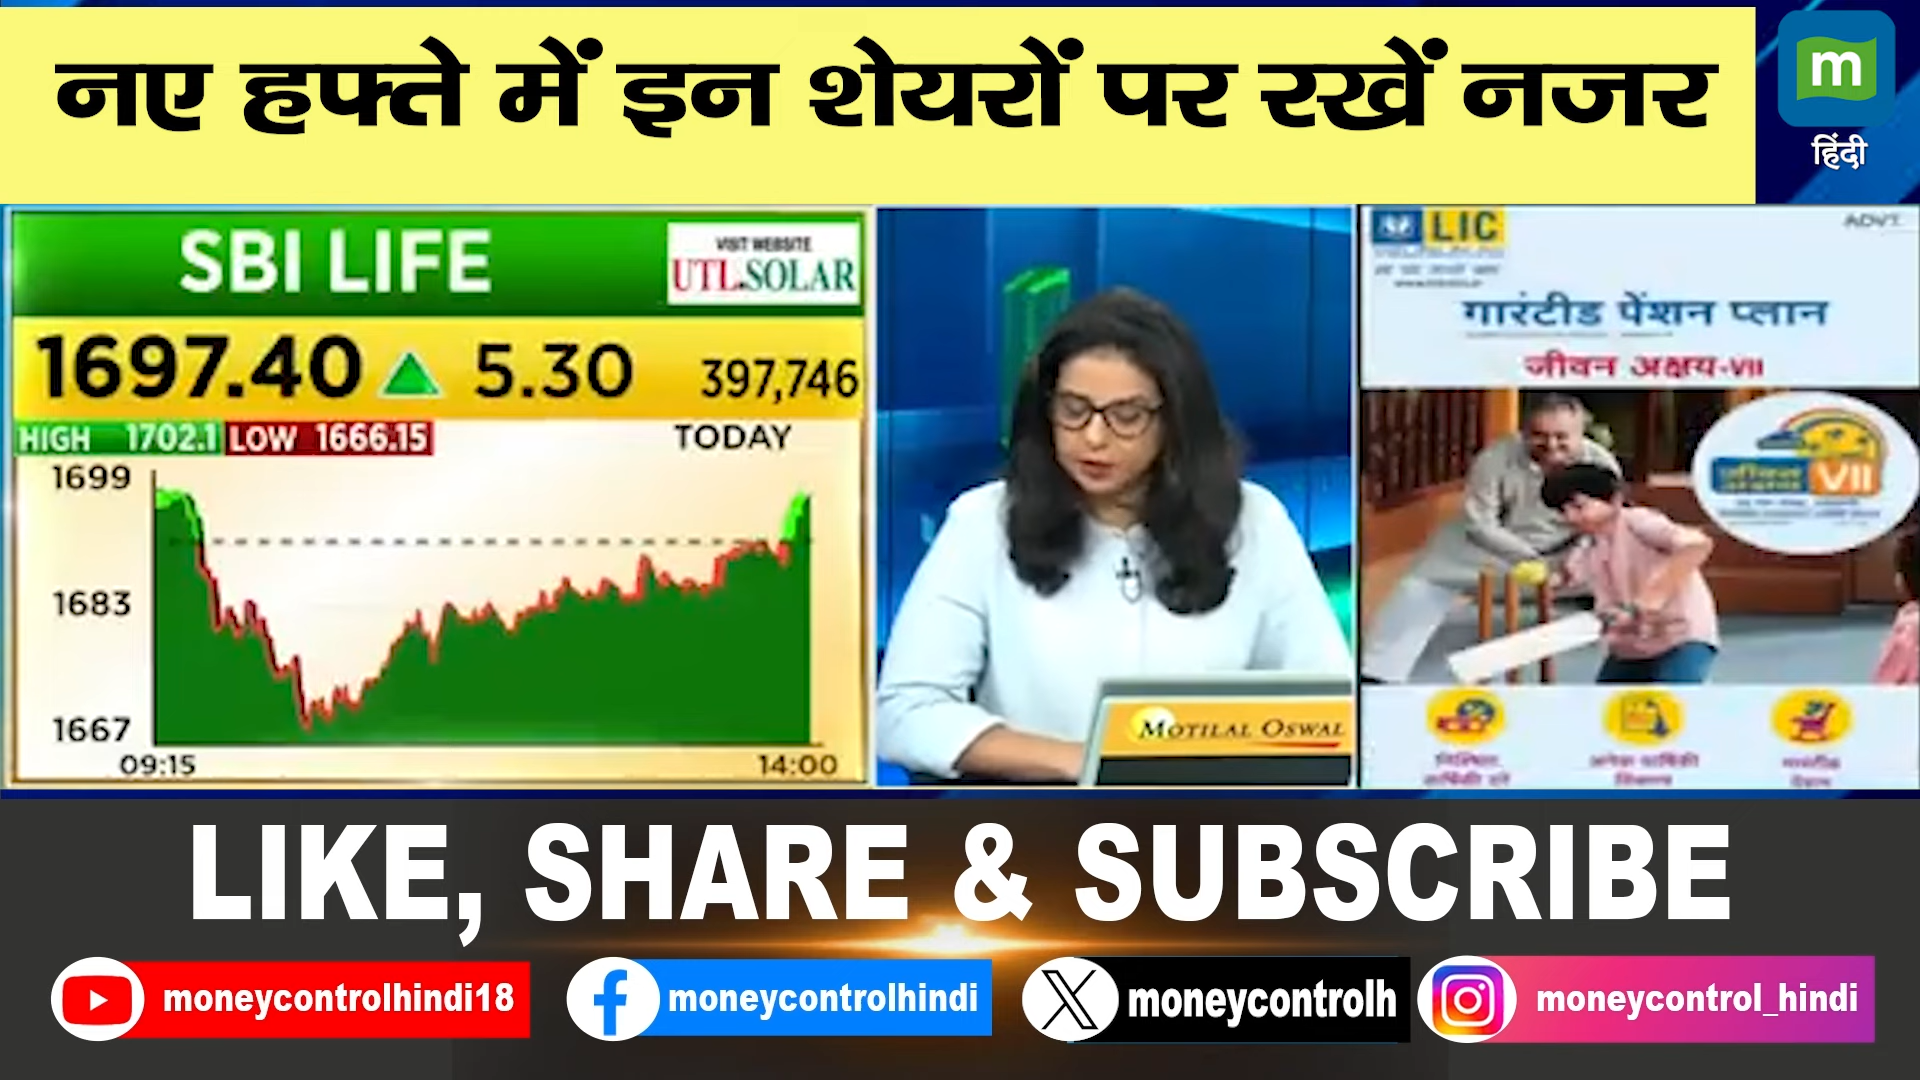 नए हफ्ते में इन शेयरों पर रखें नजर
m
हिंदी
SBI LIFE
VISIT WEBSITE
UTLSOLAR
1697.40 5.30 397,746
HIGH 1702.1 LOW 1666.15 TODAY
1699
1683
1667
09:15 14:00
MOTILAL OSWAL
LIC
ADVT.
गारंटीड पेंशन प्लान
जीवन अक्षय-VII
VII
LIKE, SHARE & SUBSCRIBE
moneycontrolhindi18
moneycontrolhindi
moneycontrolh
moneycontrol_hindi